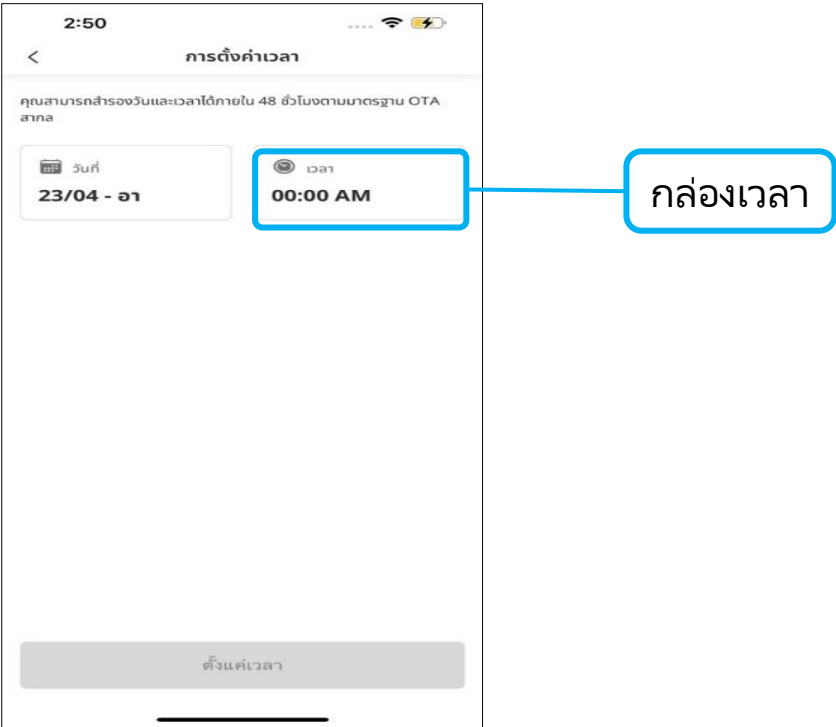 2:50
<
การตั้งค่าเวลา
คุณสามารถสำรองวันและเวลาได้ภายใน 48 ชั่วโมงตามมาตรฐาน OTA
สากล
วันที่
เวลา
23/04 - อา
00:00 AM
กล่องเวลา
ตั้งแค่เวลา